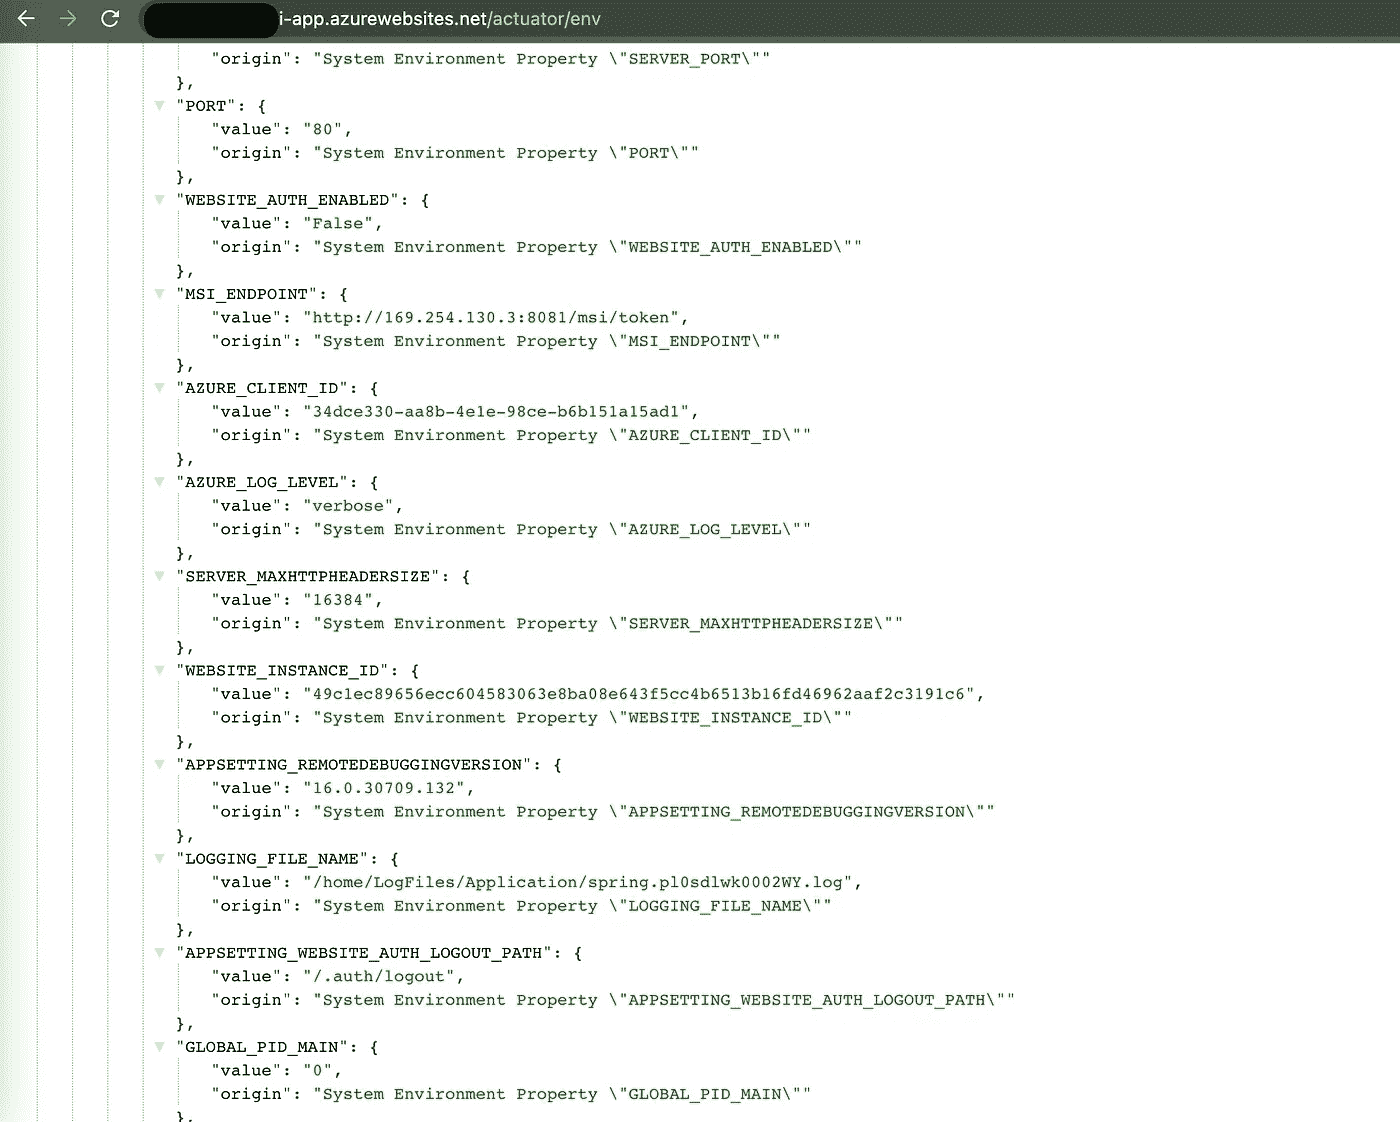 i-app.azurewebsites.net/actuator/env
"origin": "System Environment Property \"SERVER_PORT\""
},
"PORT": {
"value": "80",
"origin": "System Environment Property \"PORT\""
},
"WEBSITE_AUTH_ENABLED": {
"value": "False",
"origin": "System Environment Property \"WEBSITE_AUTH_ENABLED\""
},
"MSI_ENDPOINT": {
"value": "http://169.254.130.3:8081/msi/token",
"origin": "System Environment Property \"MSI_ENDPOINT\""
},
"AZURE_CLIENT_ID": {
"value": "34dce330-aa8b-4e1e-98ce-b6b151a15ad1",
"origin": "System Environment Property \"AZURE_CLIENT_ID\""
},
"AZURE_LOG_LEVEL": {
"value": "verbose",
"origin": "System Environment Property \"AZURE_LOG_LEVEL\""
},
"SERVER_MAXHTTPHEADERSIZE": {
"value": "16384",
"origin": "System Environment Property \"SERVER_MAXHTTPHEADERSIZE\""
},
"WEBSITE_INSTANCE_ID": {
"value": "49c1ec89656ecc604583063e8ba08e643f5cc4b6513b16fd46962aaf2c3191c6",
"origin": "System Environment Property \"WEBSITE_INSTANCE_ID\""
},
"APPSETTING_REMOTEDEBUGGINGVERSION": {
"value": "16.0.30709.132",
"origin": "System Environment Property \"APPSETTING_REMOTEDEBUGGINGVERSION\""
},
"LOGGING_FILE_NAME": {
"value": "/home/LogFiles/Application/spring.pl0sdlwk0002WY.log",
"origin": "System Environment Property \"LOGGING_FILE_NAME\""
},
"APPSETTING_WEBSITE_AUTH_LOGOUT_PATH": {
"value": "/.auth/logout",
"origin": "System Environment Property \"APPSETTING_WEBSITE_AUTH_LOGOUT_PATH\""
},
"GLOBAL_PID_MAIN": {
"value": "0",
"origin": "System Environment Property \"GLOBAL_PID_MAIN\""
},